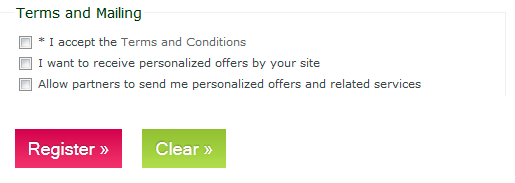 Terms and Mailing
* I accept the Terms and Conditions
I want to receive personalized offers by your site
Allow partners to send me personalized offers and related services
Register »
Clear »